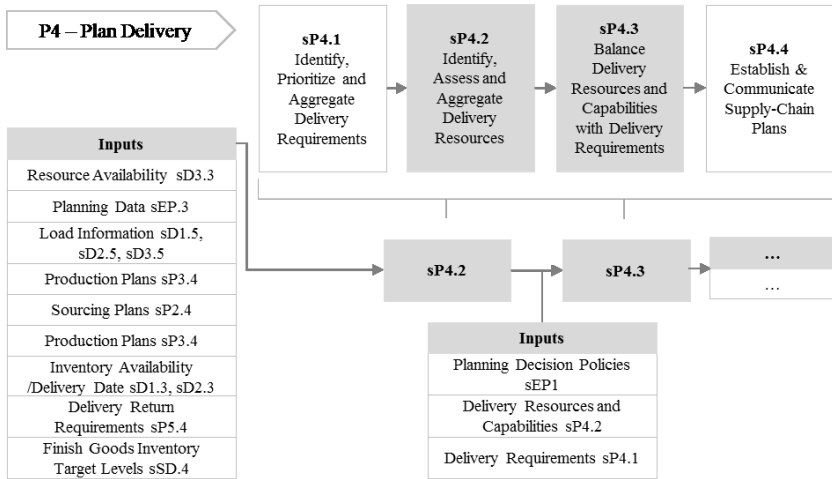 P4 – Plan Delivery
sP4.1
Identify,
Prioritize and
Aggregate
Delivery
Requirements
sP4.2
Identify,
Assess and
Aggregate
Delivery
Resources
sP4.3
Balance
Delivery
Resources and
Capabilities
with Delivery
Requirements
sP4.4
Establish &
Communicate
Supply-Chain
Plans
Inputs
Resource Availability sD3.3
Planning Data sEP.3
Load Information sD1.5,
sD2.5, sD3.5
Production Plans sP3.4
Sourcing Plans sP2.4
Production Plans sP3.4
Inventory Availability
/Delivery Date sD1.3, sD2.3
Delivery Return
Requirements sP5.4
Finish Goods Inventory
Target Levels sSD.4
sP4.2
sP4.3
...
...
Inputs
Planning Decision Policies
sEP1
Delivery Resources and
Capabilities sP4.2
Delivery Requirements sP4.1